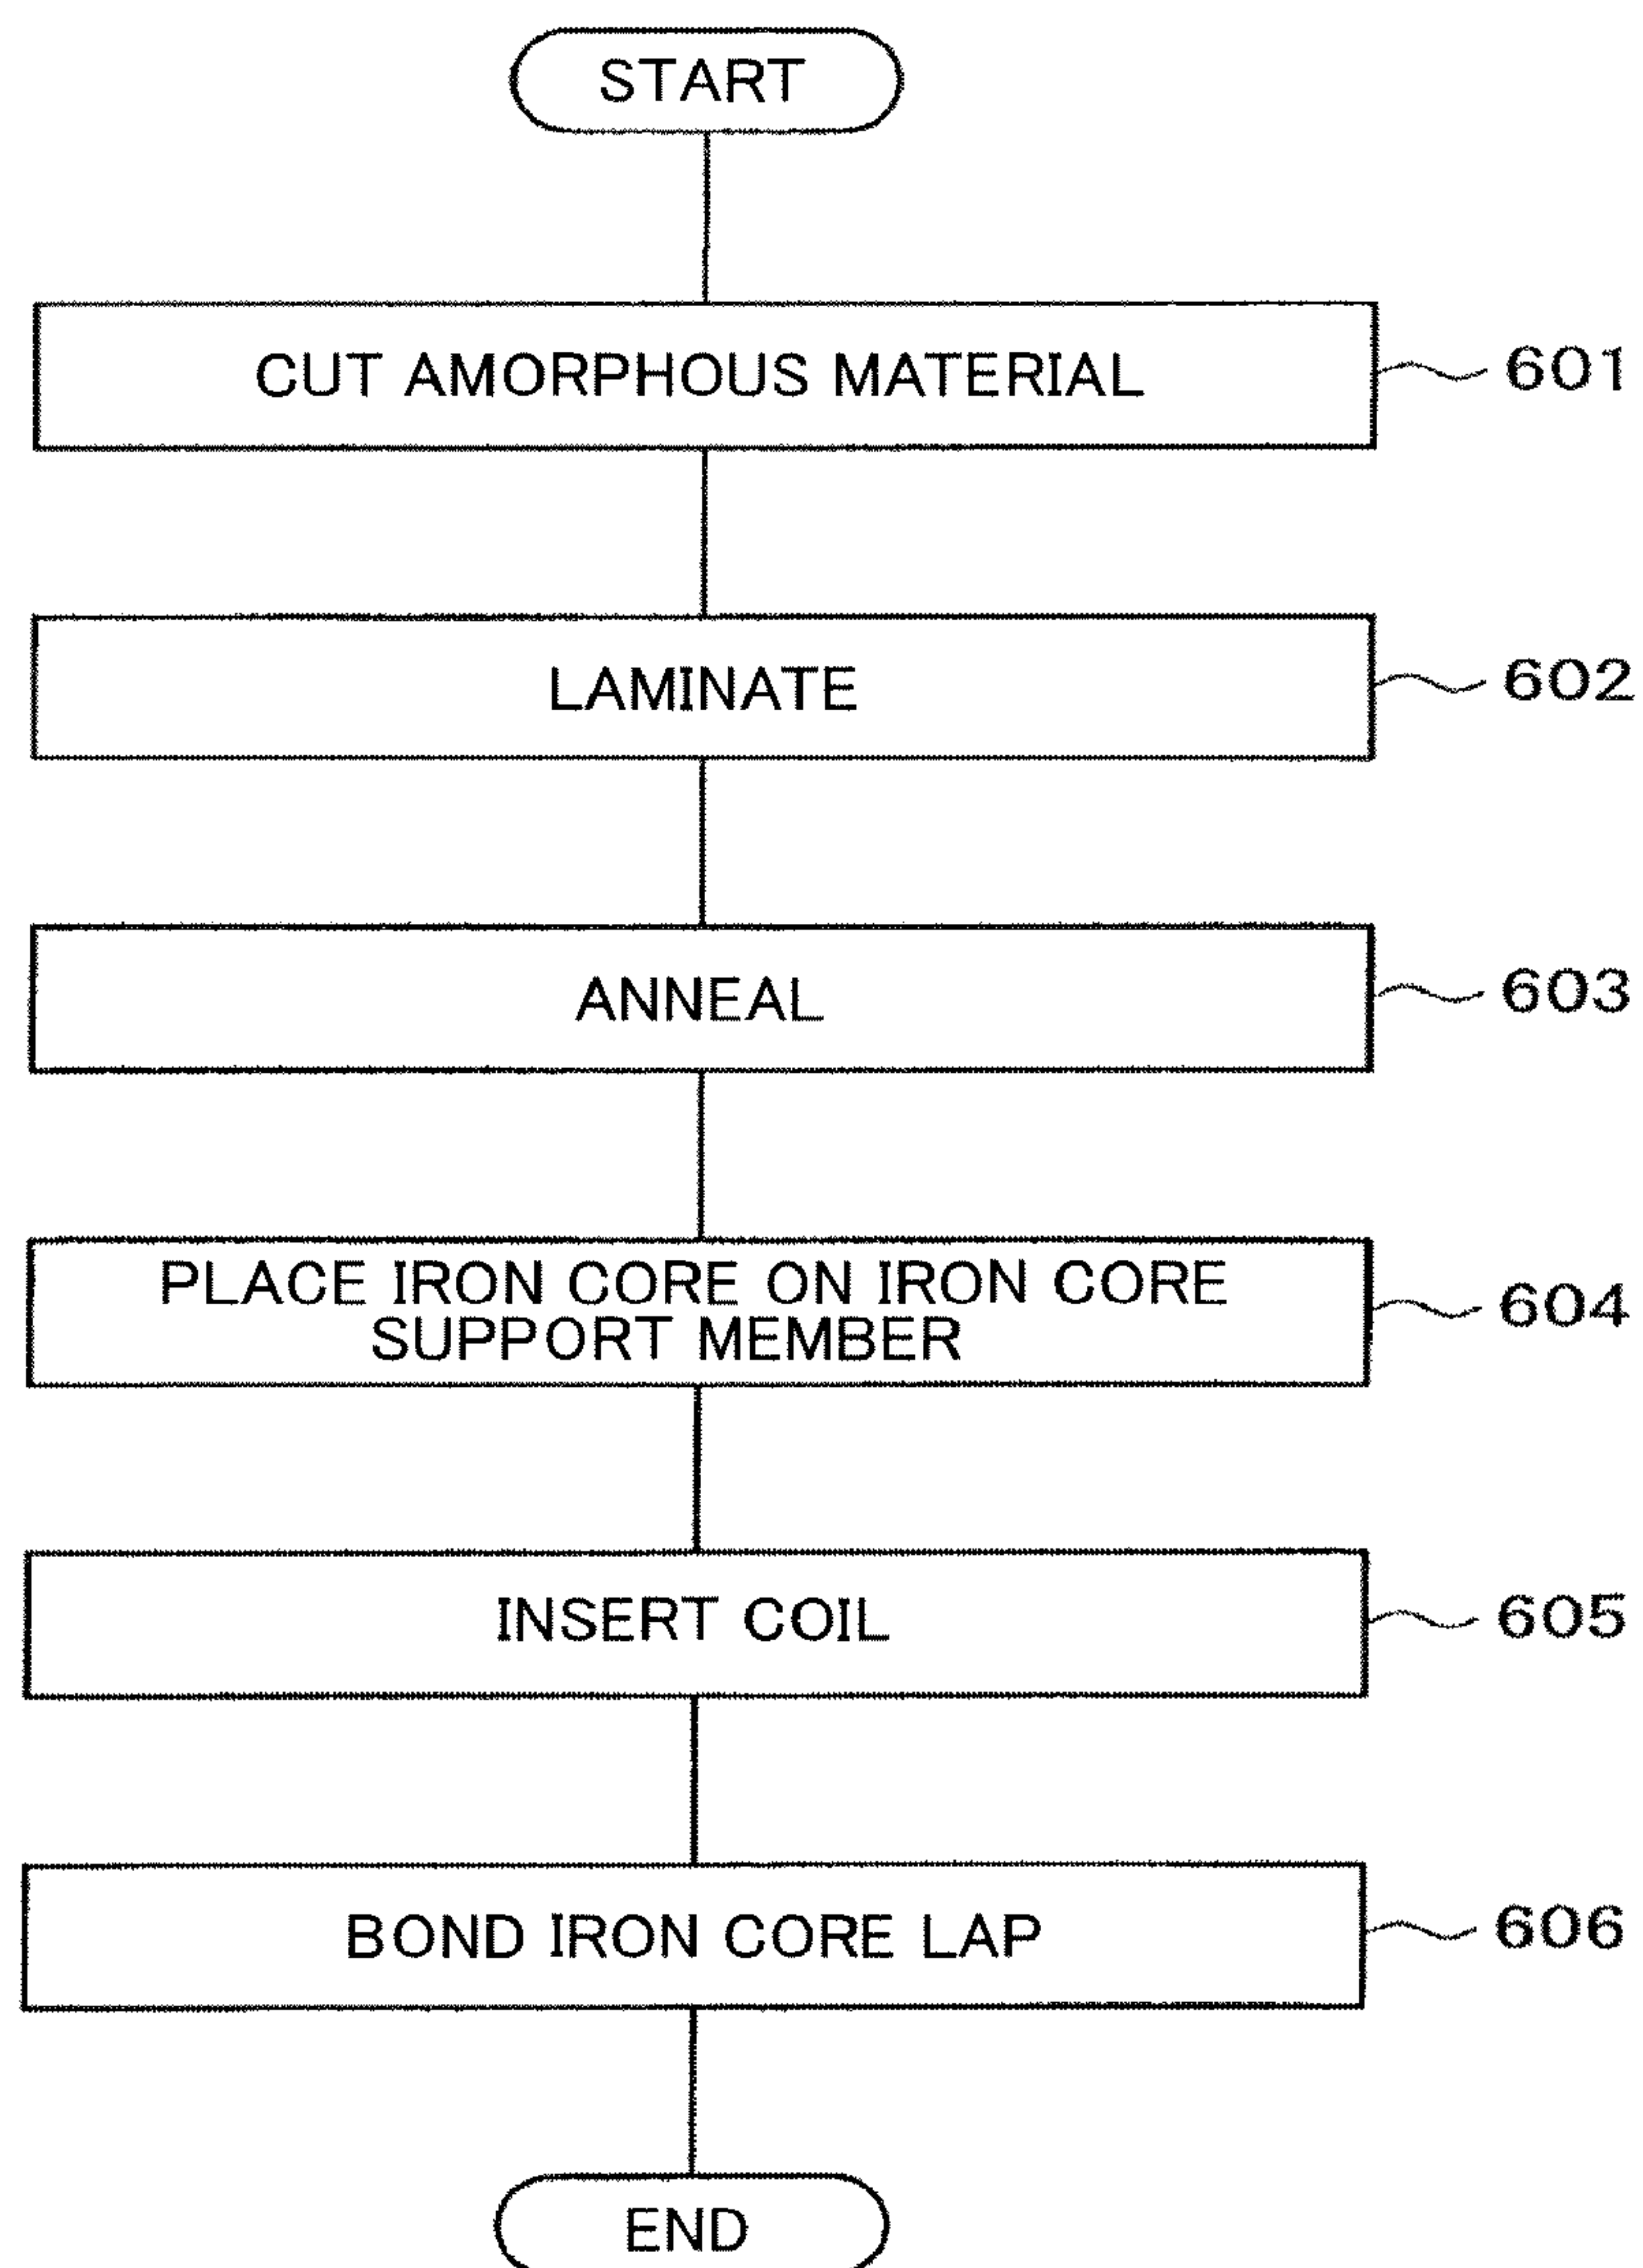 START
CUT AMORPHOUS MATERIAL
601
LAMINATE
602
ANNEAL
603
PLACE IRON CORE ON IRON CORE
SUPPORT MEMBER
604
INSERT COIL
605
BOND IRON CORE LAP
606
END